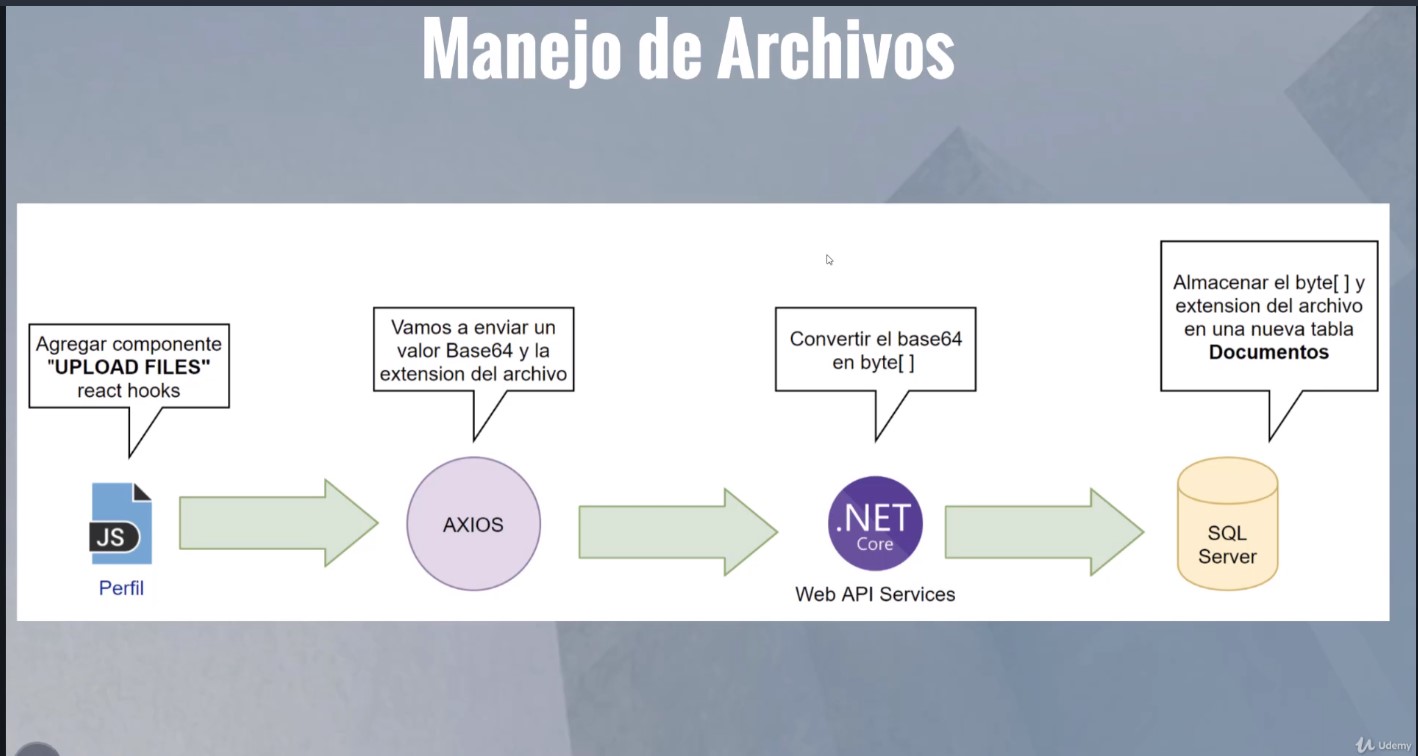 Manejo de Archivos
Agregar componente
"UPLOAD FILES"
react hooks
Vamos a enviar un
valor Base64 y la
extension del archivo
Convertir el base64
en byte[ ]
Almacenar el byte[ ] y
extension del archivo
en una nueva tabla
Documentos
JS
Perfil
AXIOS
.NET
Core
Web API Services
SQL
Server
Udemy